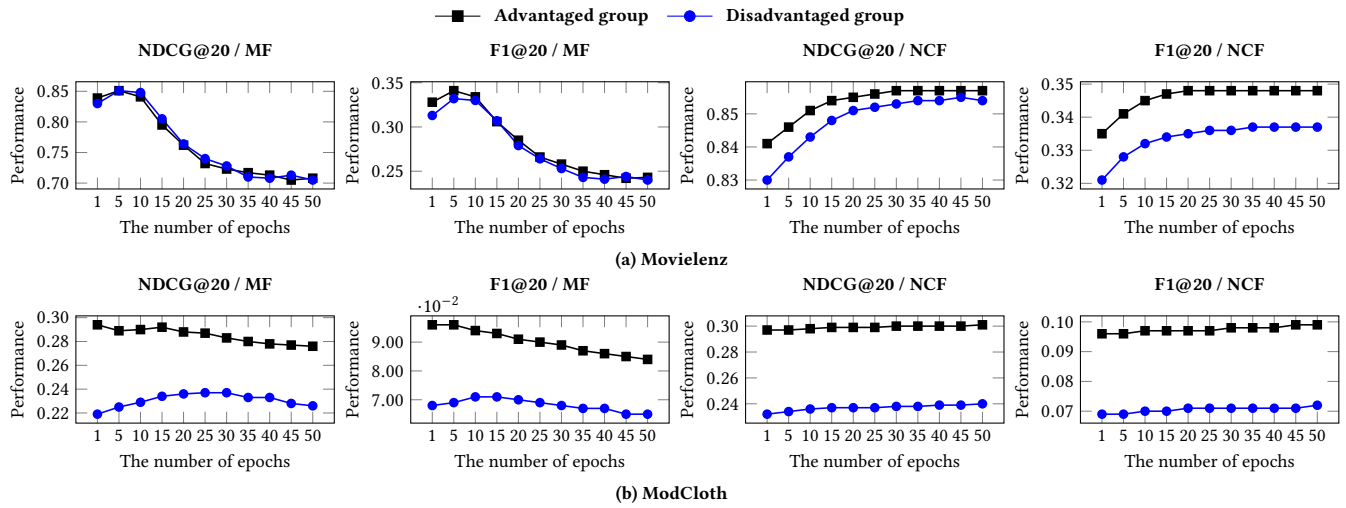 Advantaged group Disadvantaged group
NDCG@20 / MF
Performance
0.85
0.80
0.75
0.70
1 5 10 15 20 25 30 35 40 45 50
The number of epochs
F1@20 / MF
Performance
0.35
0.30
0.25
1 5 10 15 20 25 30 35 40 45 50
The number of epochs
NDCG@20 / NCF
Performance
0.85
0.84
0.83
1 5 10 15 20 25 30 35 40 45 50
The number of epochs
F1@20 / NCF
Performance
0.35
0.34
0.33
0.32
1 5 10 15 20 25 30 35 40 45 50
The number of epochs
(a) Movielenz
NDCG@20 / MF
Performance
0.30
0.28
0.26
0.24
0.22
1 5 10 15 20 25 30 35 40 45 50
The number of epochs
F1@20 / MF
·10⁻²
Performance
9.00
8.00
7.00
1 5 10 15 20 25 30 35 40 45 50
The number of epochs
NDCG@20 / NCF
Performance
0.30
0.28
0.26
0.24
1 5 10 15 20 25 30 35 40 45 50
The number of epochs
F1@20 / NCF
Performance
0.10
0.09
0.08
0.07
1 5 10 15 20 25 30 35 40 45 50
The number of epochs
(b) ModCloth